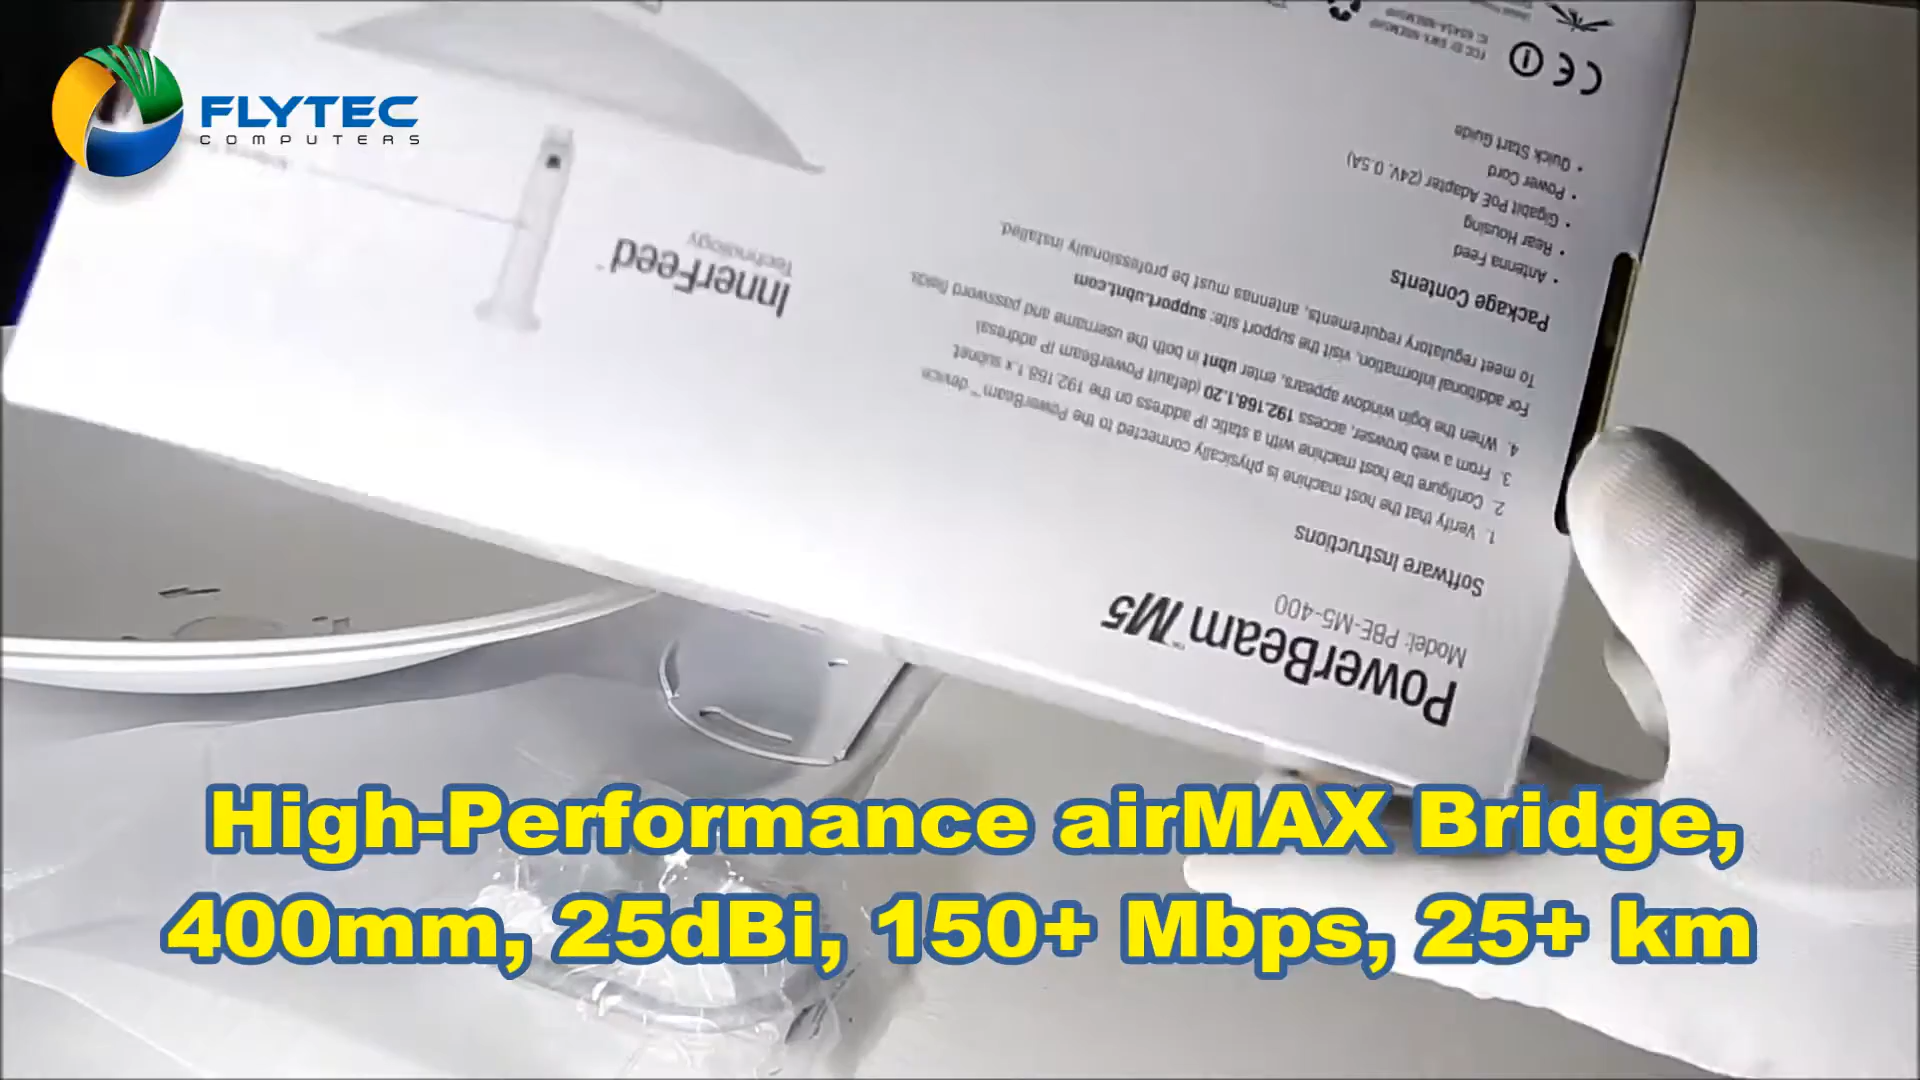 FLYTEC
COMPUTERS
PowerBeam™ M5
Model: PBE-M5-400
Software Instructions
1. Verify that the host machine is physically connected to the PowerBeam™ device.
2. Configure the host machine with a static IP address on the 192.168.1.x subnet.
3. From a web browser, access 192.168.1.20 (default PowerBeam IP address)
4. When the login window appears, enter ubnt in both the username and password fields.
For additional information, visit the support site: support.ubnt.com
To meet regulatory requirements, antennas must be professionally installed.
Package Contents
• Antenna Feed
• Rear Housing
• Gigabit PoE Adapter (24V, 0.5A)
• Power Cord
• Quick Start Guide
InnerFeed™
Technology
CE
High-Performance airMAX Bridge,
400mm, 25dBi, 150+ Mbps, 25+ km